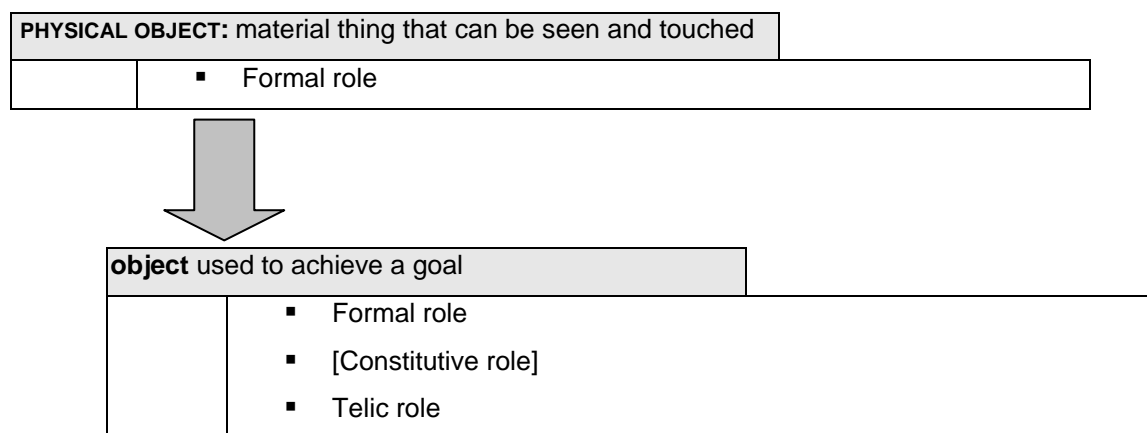 PHYSICAL OBJECT: material thing that can be seen and touched
▪ Formal role
object used to achieve a goal
▪ Formal role
▪ [Constitutive role]
▪ Telic role